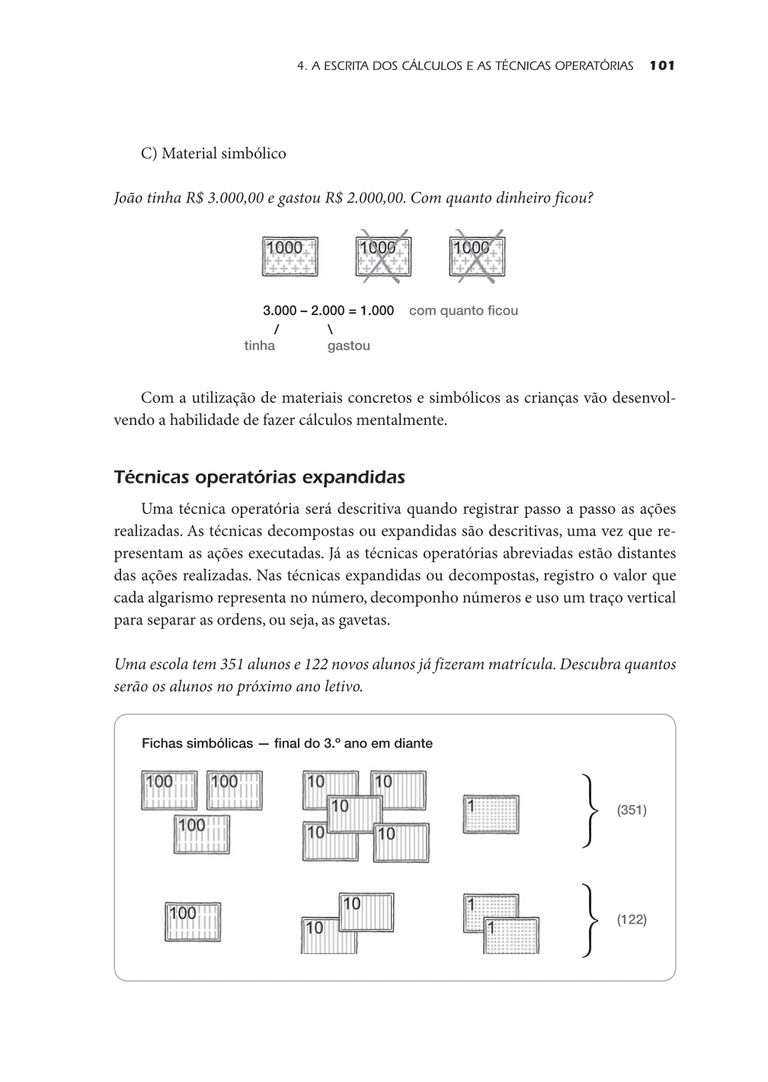 4. A ESCRITA DOS CÁLCULOS E AS TÉCNICAS OPERATÓRIAS 101
C) Material simbólico
João tinha R$ 3.000,00 e gastou R$ 2.000,00. Com quanto dinheiro ficou?
1000 1000 1000
3.000 – 2.000 = 1.000 com quanto ficou
/ \
tinha gastou
Com a utilização de materiais concretos e simbólicos as crianças vão desenvol-
vendo a habilidade de fazer cálculos mentalmente.
Técnicas operatórias expandidas
Uma técnica operatória será descritiva quando registrar passo a passo as ações
realizadas. As técnicas decompostas ou expandidas são descritivas, uma vez que re-
presentam as ações executadas. Já as técnicas operatórias abreviadas estão distantes
das ações realizadas. Nas técnicas expandidas ou decompostas, registro o valor que
cada algarismo representa no número, decomponho números e uso um traço vertical
para separar as ordens, ou seja, as gavetas.
Uma escola tem 351 alunos e 122 novos alunos já fizeram matrícula. Descubra quantos
serão os alunos no próximo ano letivo.
Fichas simbólicas — final do 3.º ano em diante
100 100 10 10
10 1 (351)
100 10 10
100 10 1 (122)
10 1